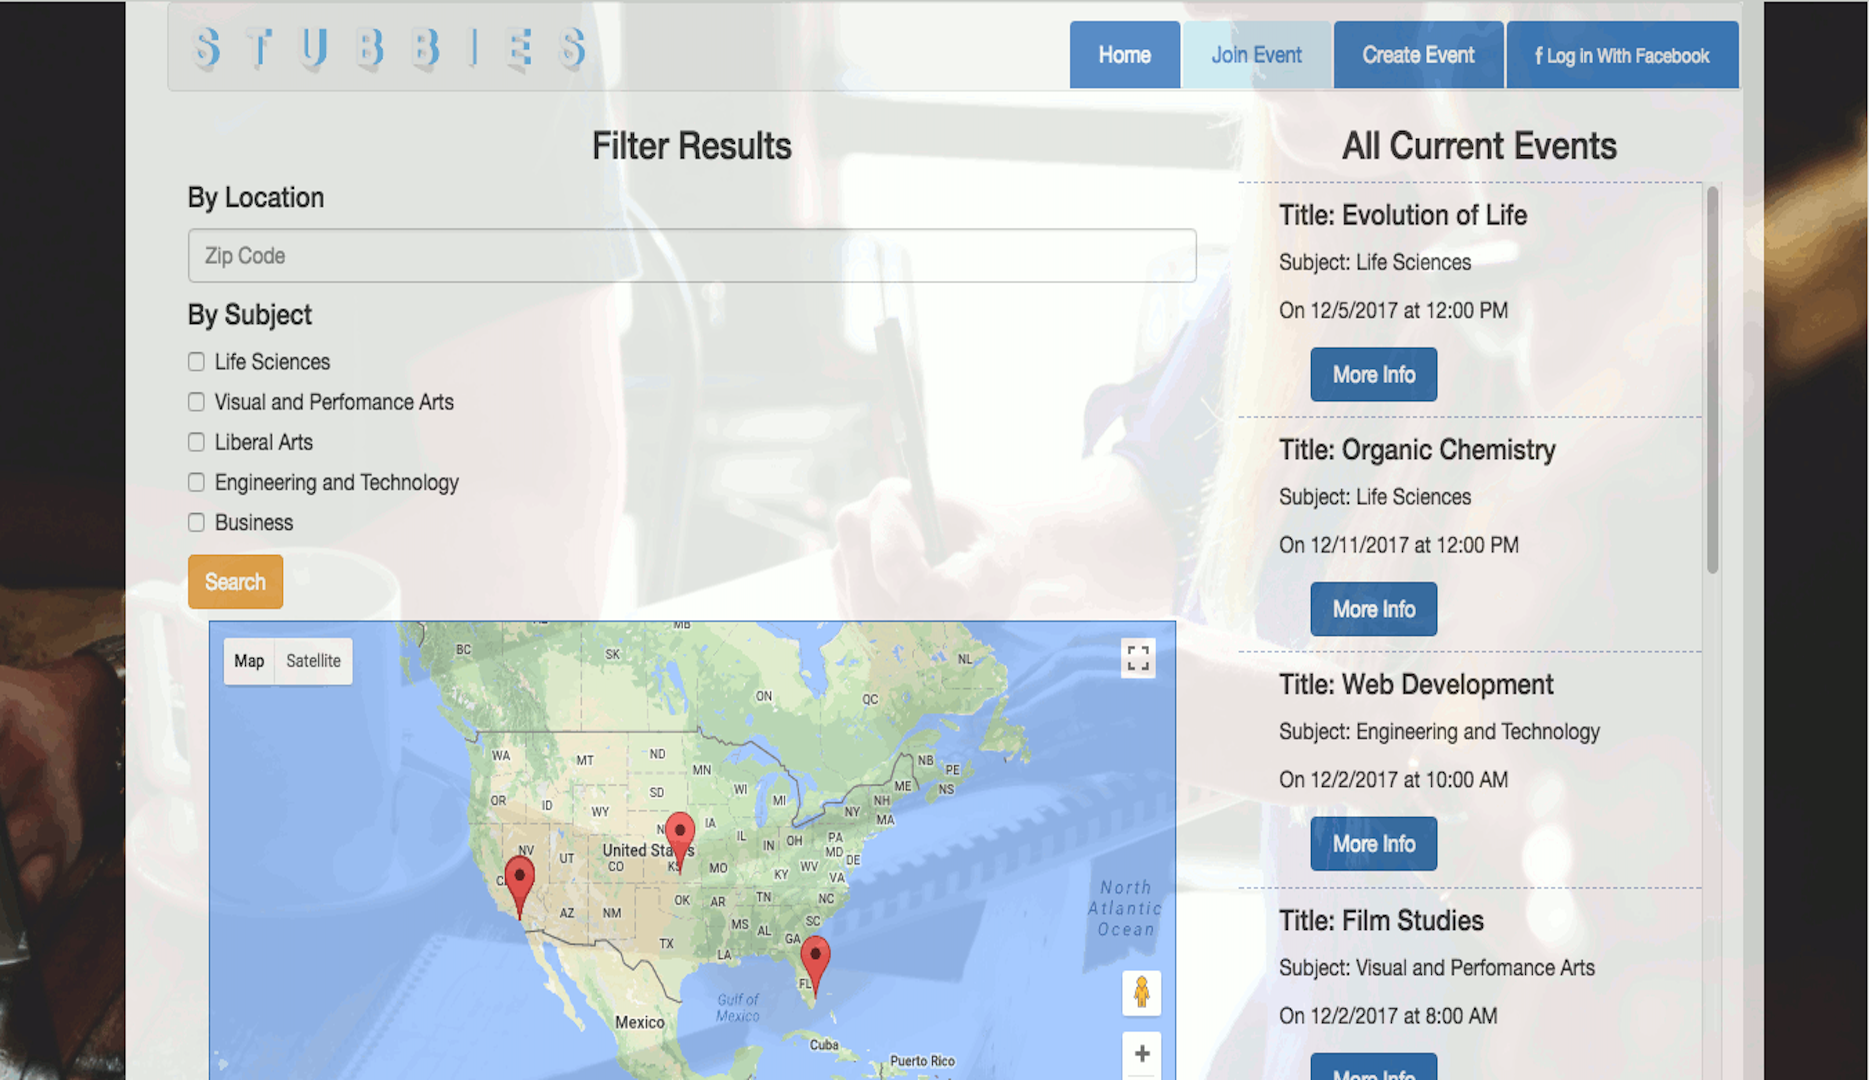 STUBBIES
Home
Join Event
Create Event
f Log in With Facebook
Filter Results
By Location
Zip Code
By Subject
Life Sciences
Visual and Perfomance Arts
Liberal Arts
Engineering and Technology
Business
Search
Map
Satellite
MB
BC
SK
NL
ON
QC
WA
MT
ND
MN
NB
PE
OR
ID
SD
WI
MI
ME
NS
WY
NH
NY
MA
IA
IL
OH
PA
IN
MD
DE
NV
UT
United States
CO
KS
MO
KY
WV
VA
AZ
NM
OK
AR
TN
NC
MS
AL
SC
GA
TX
LA
FL
North
Atlantic
Ocean
Gulf of
Mexico
Mexico
Cuba
Puerto Rico
+
All Current Events
Title: Evolution of Life
Subject: Life Sciences
On 12/5/2017 at 12:00 PM
More Info
Title: Organic Chemistry
Subject: Life Sciences
On 12/11/2017 at 12:00 PM
More Info
Title: Web Development
Subject: Engineering and Technology
On 12/2/2017 at 10:00 AM
More Info
Title: Film Studies
Subject: Visual and Perfomance Arts
On 12/2/2017 at 8:00 AM
More Info